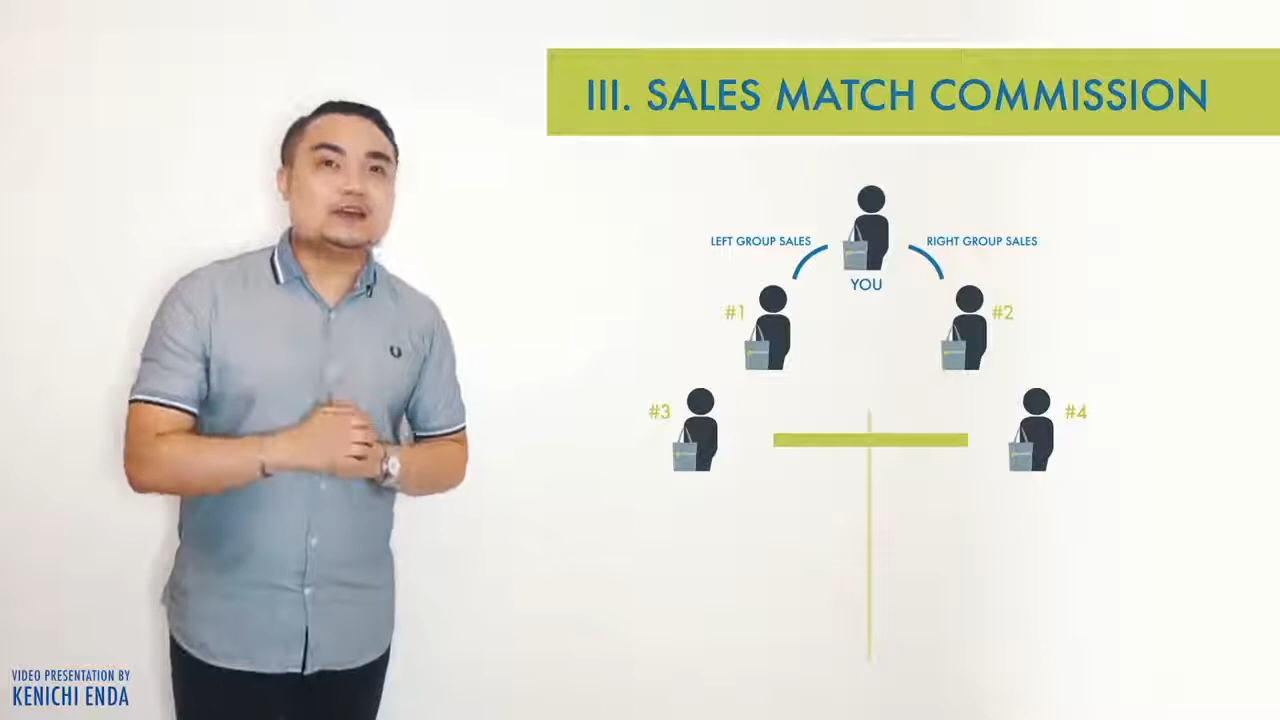 III. SALES MATCH COMMISSION
LEFT GROUP SALES
RIGHT GROUP SALES
YOU
#1
#2
#3
#4
VIDEO PRESENTATION BY
KENICHI ENDA